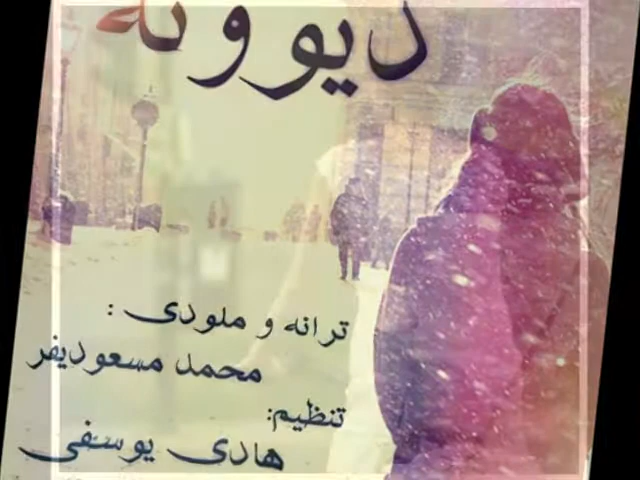 دیوونه
ترانه و ملودی :
محمد مسعودیفر
تنظیم:
هادی یوسفی